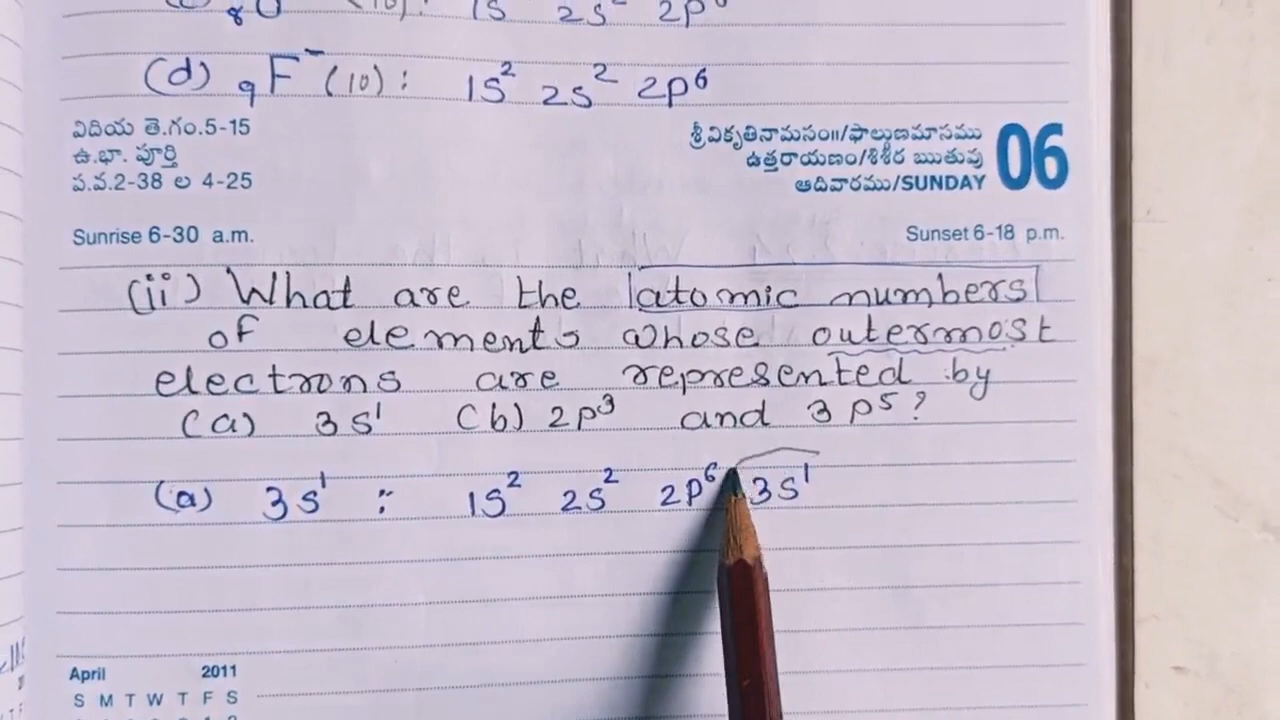 (d) ₉F⁻ (10) : 1S² 2S² 2P⁶
విదియ తె.గం.5-15
ఉ.భా. పూర్తి
ప.వ.2-38 ల 4-25
శ్రీవికృతినామసం॥/ఫాల్గుణమాసము
ఉత్తరాయణం/శిశిర ఋతువు
ఆదివారము/SUNDAY
06
Sunrise 6-30 a.m.
Sunset 6-18 p.m.
(ii) What are the atomic numbers
of elements whose outermost
electrons are represented by
(a) 3S¹ (b) 2P³ and 3P⁵?
(a) 3S¹ : 1S² 2S² 2P⁶ 3S¹
April 2011
S M T W T F S